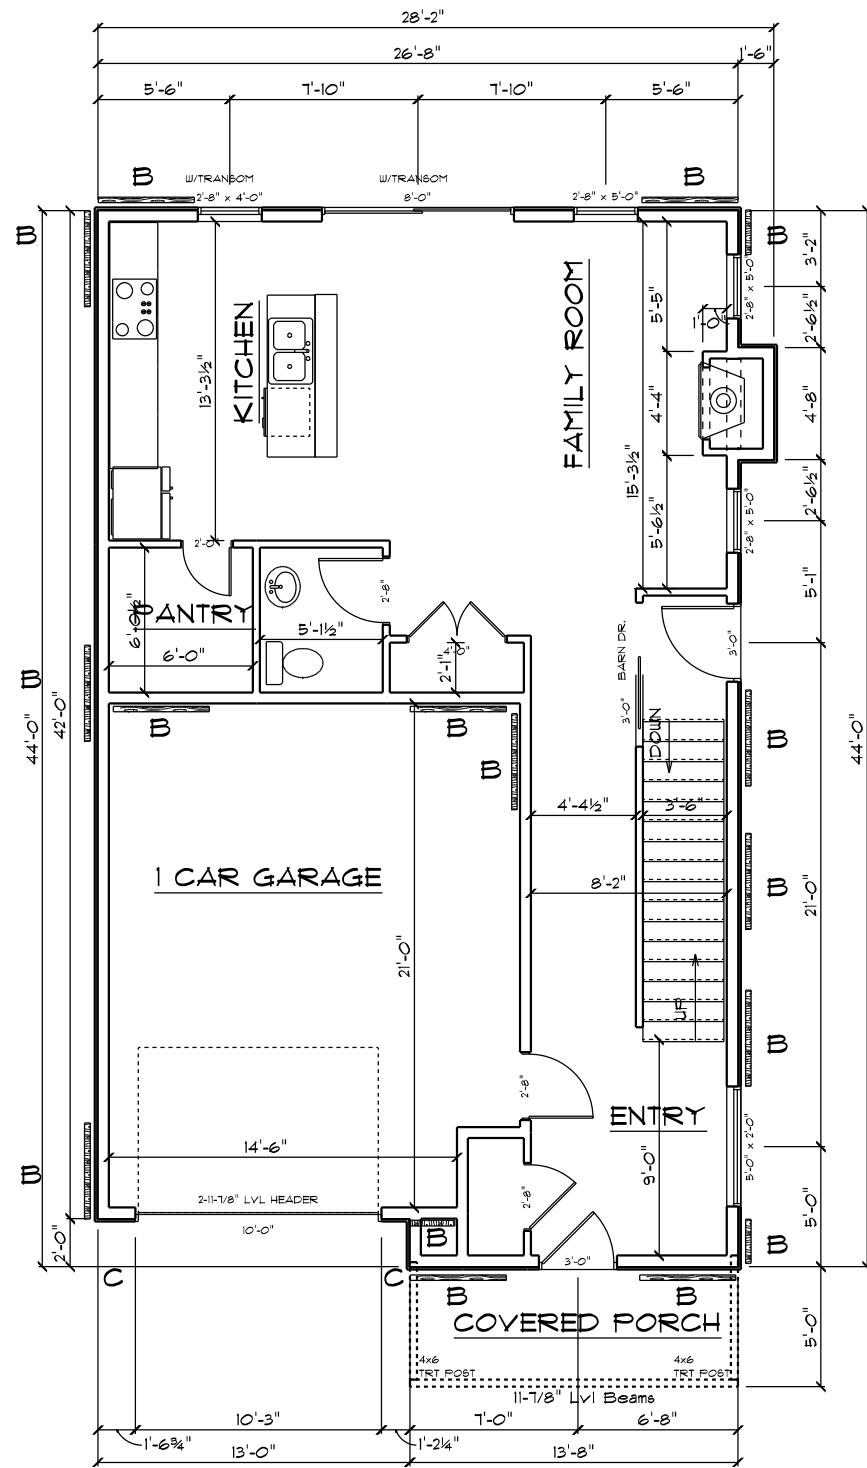 28'-2"
26'-8"
1'-6"
5'-6"
7'-10"
7'-10"
5'-6"
B
W/TRANSOM
W/TRANSOM
B
2'-8" x 4'-0"
8'-0"
2'-8" x 5'-0"
B
B
3'-2"
2'-8" x 5'-0"
2'-6½"
1'-0"
5'-5"
KITCHEN
FAMILY ROOM
13'-3½"
4'-4"
4'-8"
15'-3½"
2'-6½"
5'-6½"
2'-8" x 5'-0"
2'-0"
5'-1"
2'-8"
PANTRY
6'-0½"
5'-1½"
6'-0"
4'-0"
2'-1"
BARN DR.
3'-0"
3'-0"
B
44'-0"
42'-0"
B
B
B
B
DOWN
44'-0"
4'-4½"
3'-6"
1 CAR GARAGE
8'-2"
B
21'-0"
21'-0"
UP
B
2'-8"
ENTRY
14'-6"
9'-0"
5'-0" x 2'-0"
B
2-11-7/8" LVL HEADER
2'-8"
5'-0"
10'-0"
2'-0"
B
B
3'-0"
C
C
B
B
COVERED PORCH
5'-0"
4x6
TRT POST
4x6
TRT POST
11-7/8" Lvl Beams
10'-3"
7'-0"
6'-8"
1'-6¾"
1'-2¼"
13'-0"
13'-8"